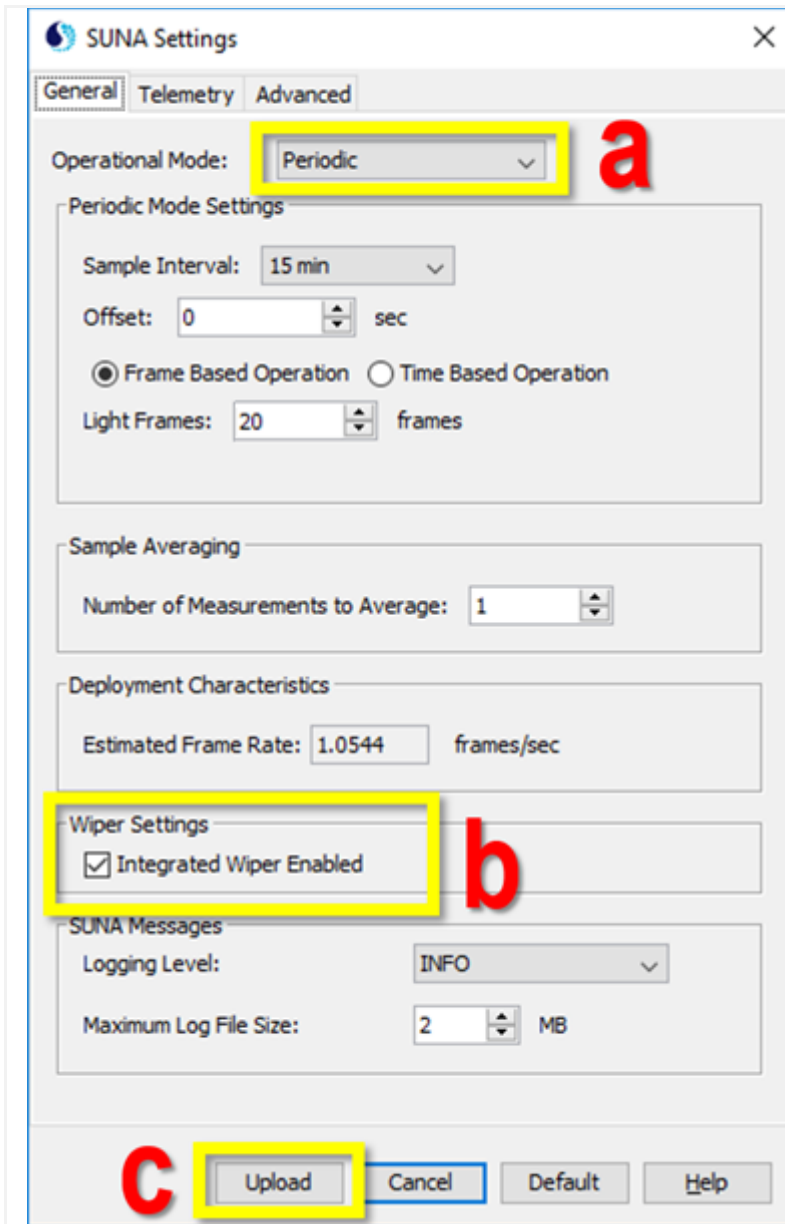 SUNA Settings
General Telemetry Advanced
Operational Mode: Periodic a
Periodic Mode Settings
Sample Interval: 15 min
Offset: 0 sec
Frame Based Operation Time Based Operation
Light Frames: 20 frames
Sample Averaging
Number of Measurements to Average: 1
Deployment Characteristics
Estimated Frame Rate: 1.0544 frames/sec
Wiper Settings
Integrated Wiper Enabled b
SUNA Messages
Logging Level: INFO
Maximum Log File Size: 2 MB
c Upload Cancel Default Help